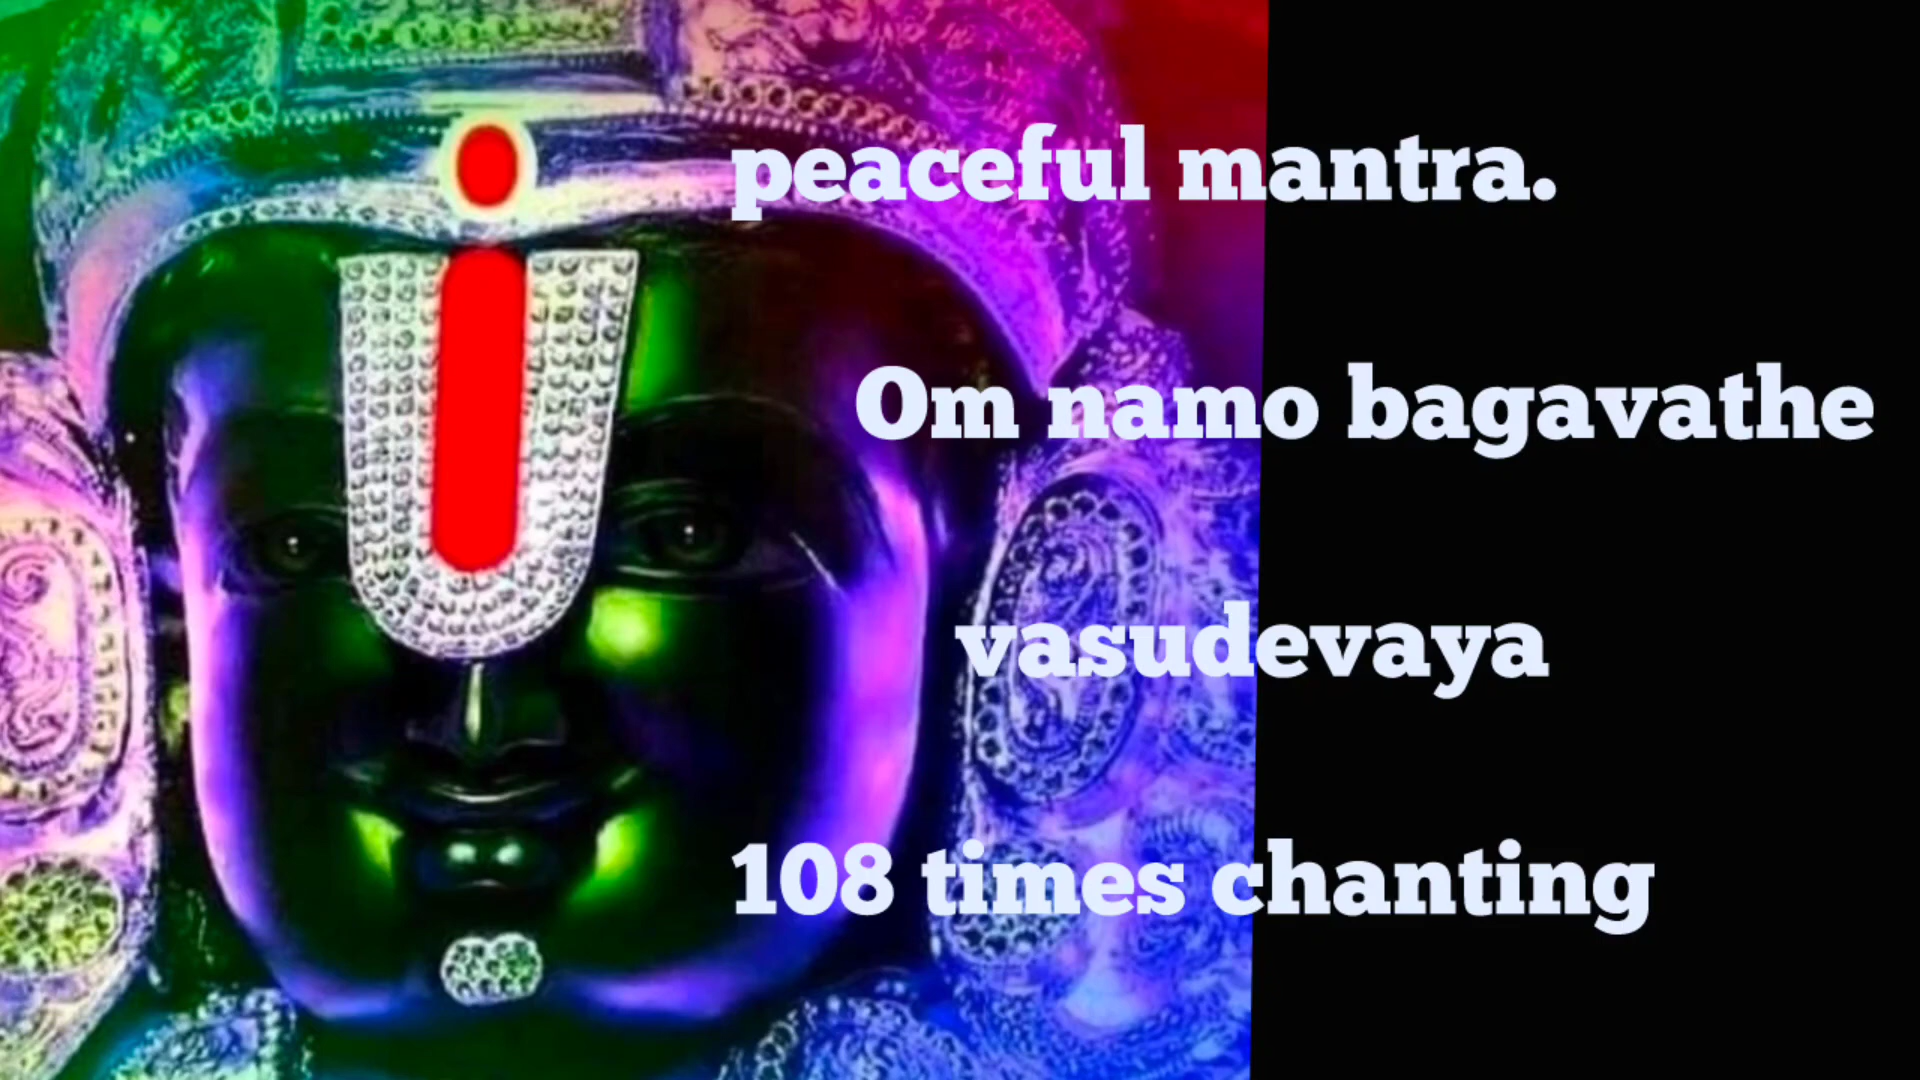 peaceful mantra.
Om namo bagavathe
vasudevaya
108 times chanting